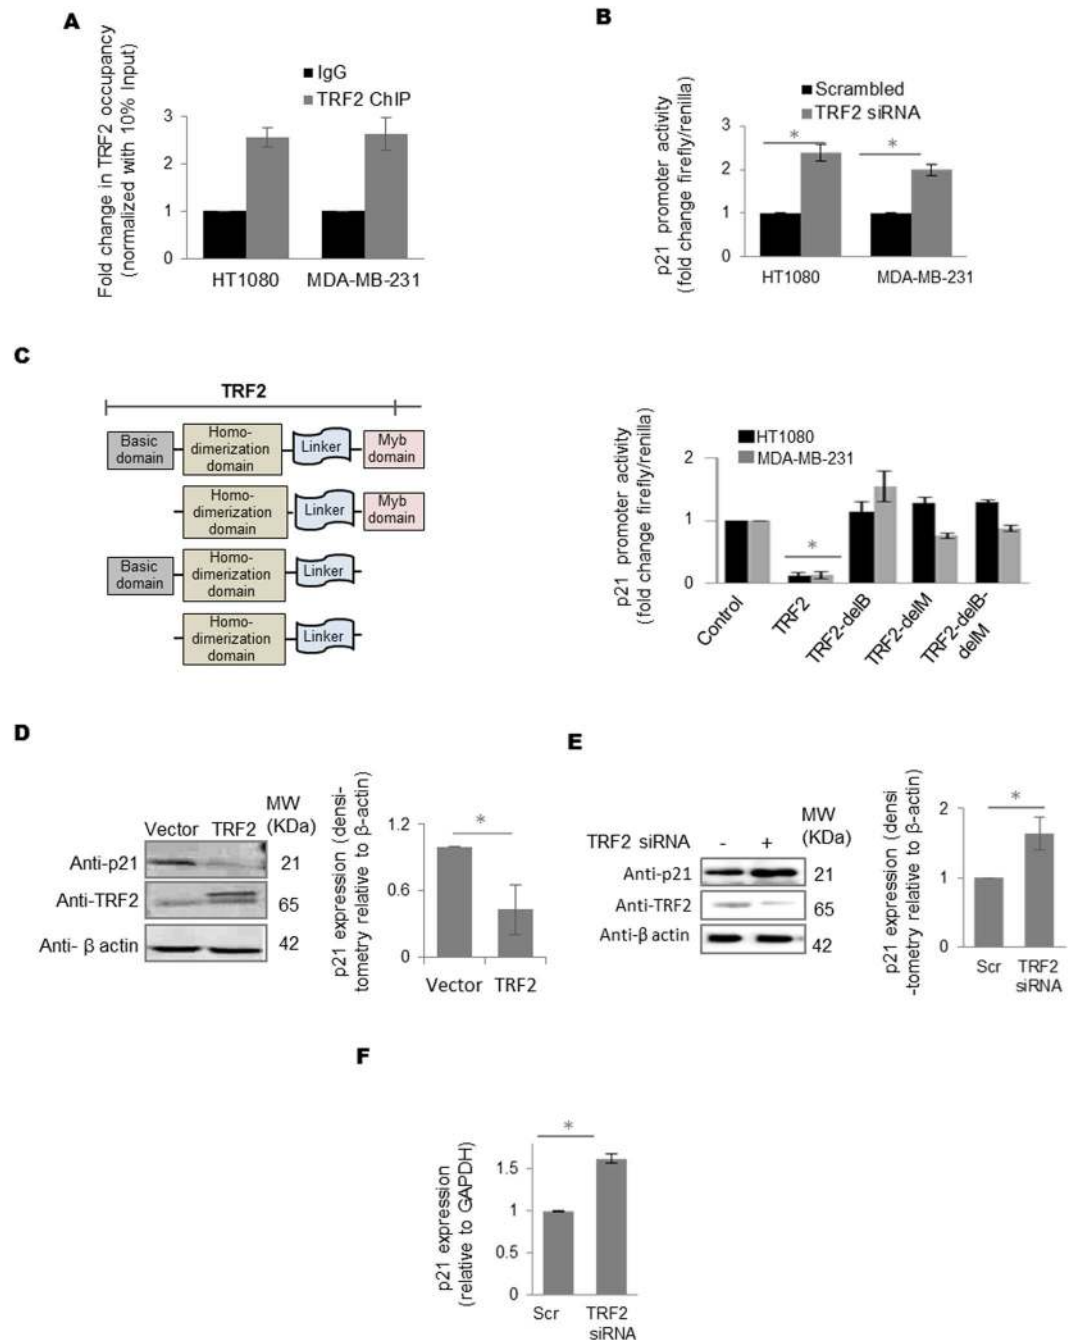 A
Fold change in TRF2 occupancy
(normalized with 10% Input)
IgG
TRF2 ChIP
3
2
1
0
HT1080
MDA-MB-231
B
p21 promoter activity
(fold change firefly/renilla)
Scrambled
TRF2 siRNA
3
2
1
0
*
*
HT1080
MDA-MB-231
C
TRF2
Basic
domain
Homo-
dimerization
domain
Linker
Myb
domain
Homo-
dimerization
domain
Linker
Myb
domain
Basic
domain
Homo-
dimerization
domain
Linker
Homo-
dimerization
domain
Linker
p21 promoter activity
(fold change firefly/renilla)
HT1080
MDA-MB-231
2
1
0
*
Control
TRF2
TRF2-delB
TRF2-delM
TRF2-delB-
delM
D
Vector TRF2
MW
(KDa)
Anti-p21
21
Anti-TRF2
65
Anti- β actin
42
p21 expression (densi-
tometry relative to β-actin)
1.2
0.6
0
*
Vector TRF2
E
TRF2 siRNA - +
MW
(KDa)
Anti-p21
21
Anti-TRF2
65
Anti-β actin
42
p21 expression (densi
-tometry relative to β-actin)
2
1
0
*
Scr
TRF2
siRNA
F
p21 expression
(relative to GAPDH)
1.5
1
0.5
0
*
Scr
TRF2
siRNA